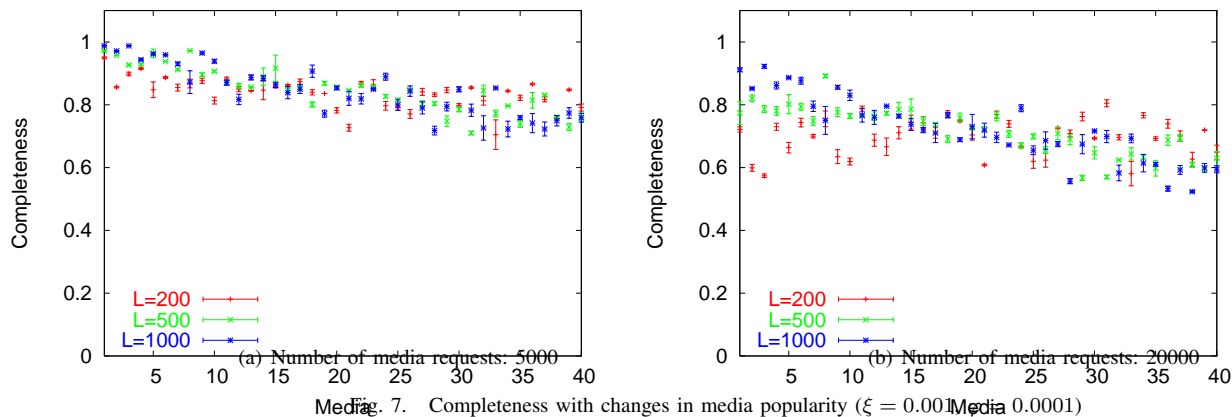 1
0.8
0.6
0.4
0.2
0
5 10 15 20 25 30 35 40
Completeness
Media
L=200
L=500
L=1000
(a) Number of media requests: 5000
1
0.8
0.6
0.4
0.2
0
5 10 15 20 25 30 35 40
Completeness
Media
L=200
L=500
L=1000
(b) Number of media requests: 20000
Fig. 7. Completeness with changes in media popularity (ξ = 0.001, = 0.0001)